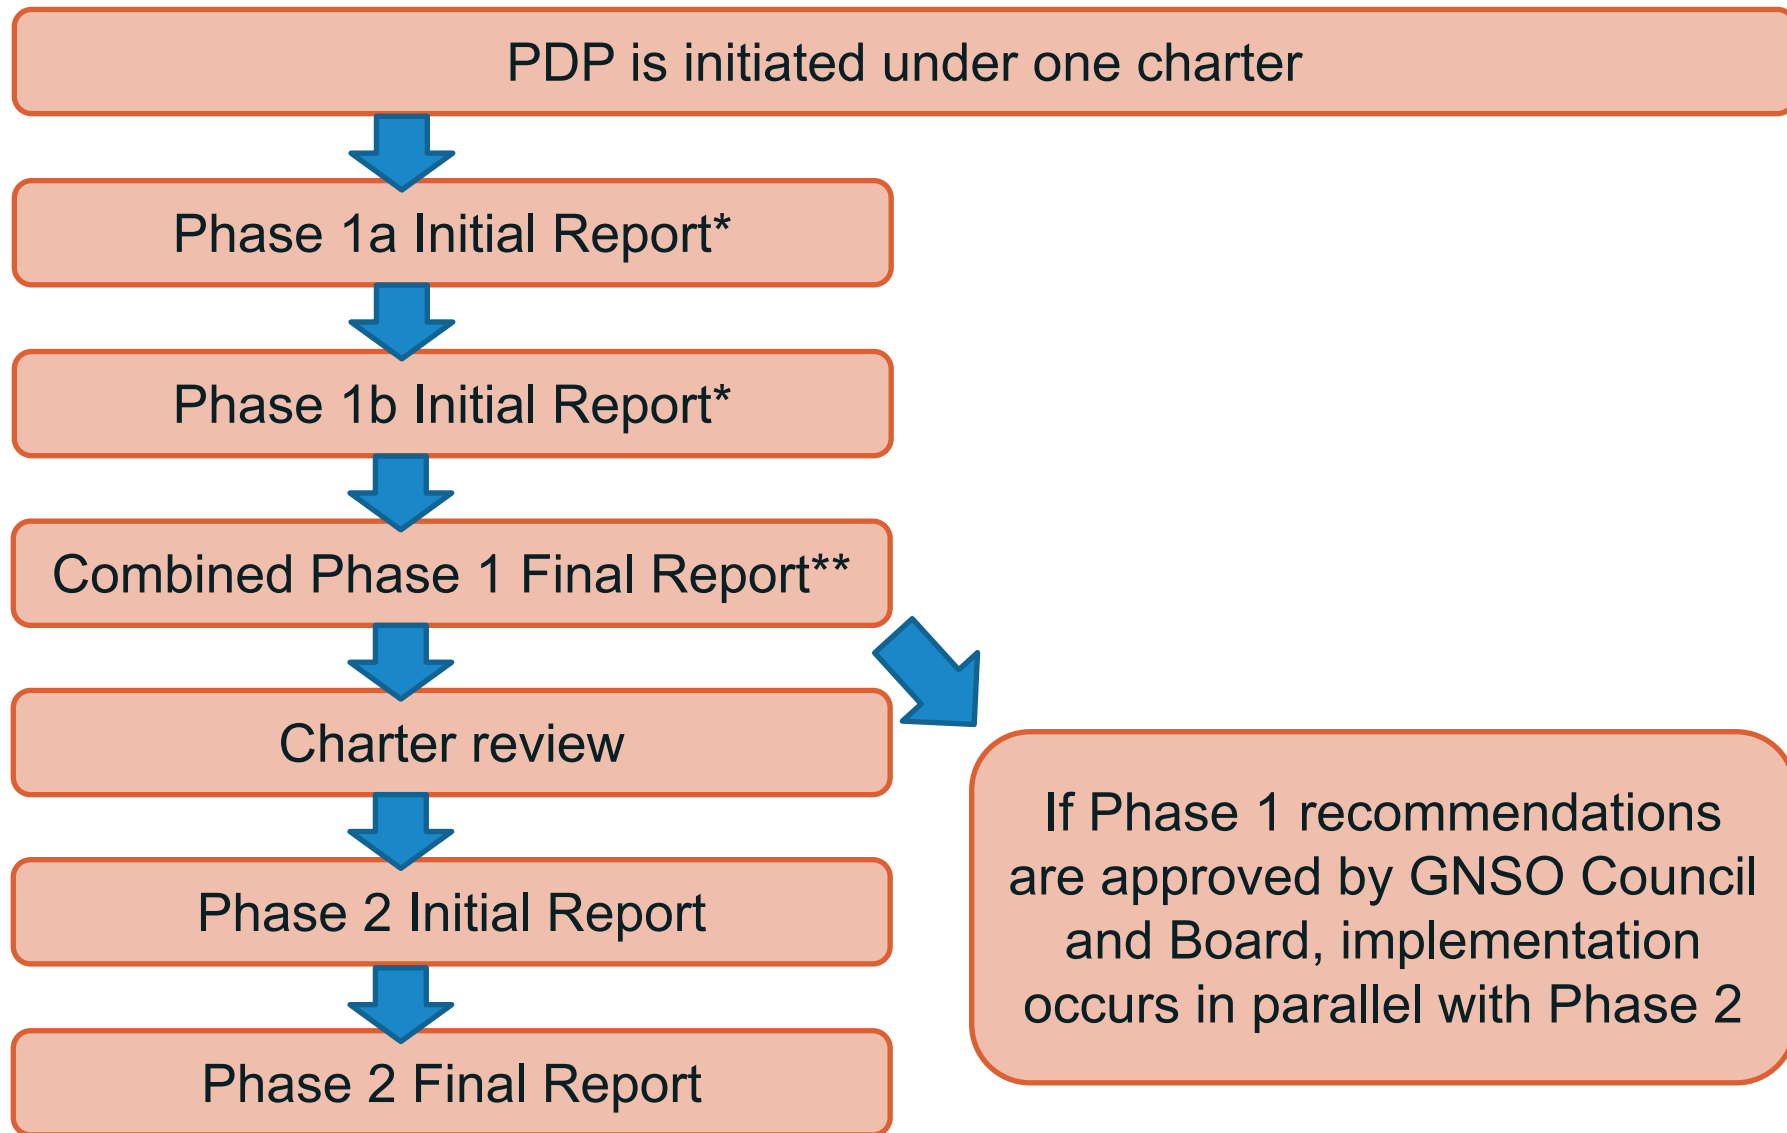 PDP is initiated under one charter
Phase 1a Initial Report*
Phase 1b Initial Report*
Combined Phase 1 Final Report**
Charter review
Phase 2 Initial Report
Phase 2 Final Report
If Phase 1 recommendations
are approved by GNSO Council
and Board, implementation
occurs in parallel with Phase 2